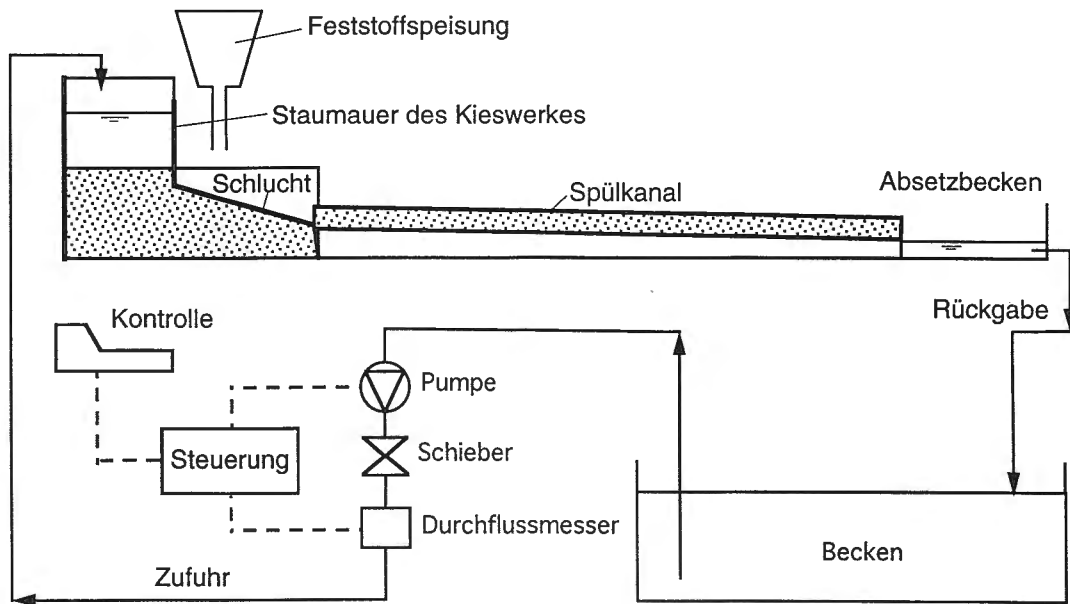 Feststoffspeisung
Staumauer des Kieswerkes
Schlucht
Spülkanal
Absetzbecken
Rückgabe
Kontrolle
Pumpe
Steuerung
Schieber
Durchflussmesser
Becken
Zufuhr